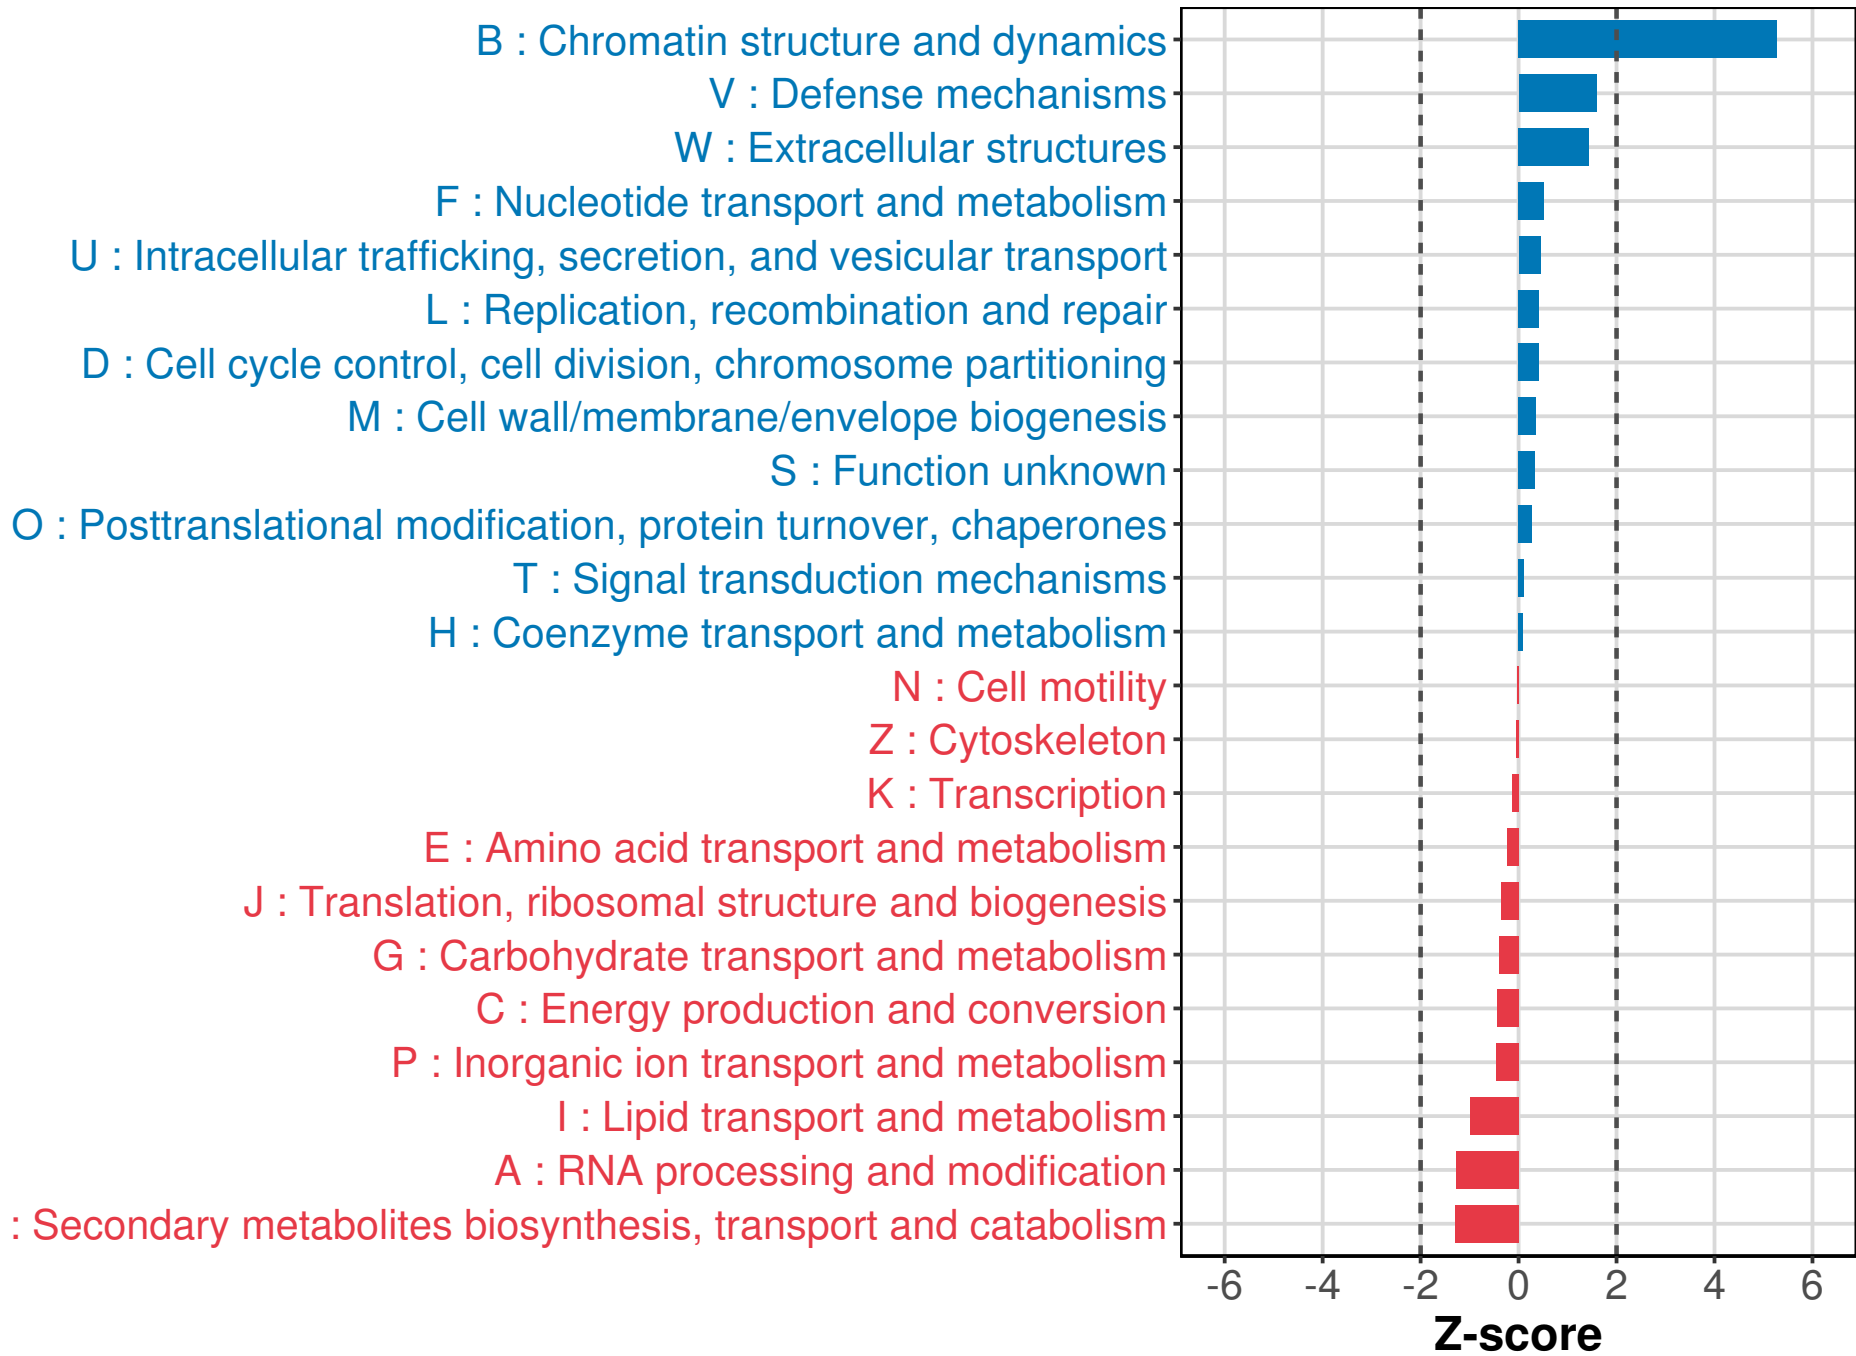 B : Chromatin structure and dynamics
V : Defense mechanisms
W : Extracellular structures
F : Nucleotide transport and metabolism
U : Intracellular trafficking, secretion, and vesicular transport
L : Replication, recombination and repair
D : Cell cycle control, cell division, chromosome partitioning
M : Cell wall/membrane/envelope biogenesis
S : Function unknown
O : Posttranslational modification, protein turnover, chaperones
T : Signal transduction mechanisms
H : Coenzyme transport and metabolism
N : Cell motility
Z : Cytoskeleton
K : Transcription
E : Amino acid transport and metabolism
J : Translation, ribosomal structure and biogenesis
G : Carbohydrate transport and metabolism
C : Energy production and conversion
P : Inorganic ion transport and metabolism
I : Lipid transport and metabolism
A : RNA processing and modification
: Secondary metabolites biosynthesis, transport and catabolism
-6 -4 -2 0 2 4 6
Z-score